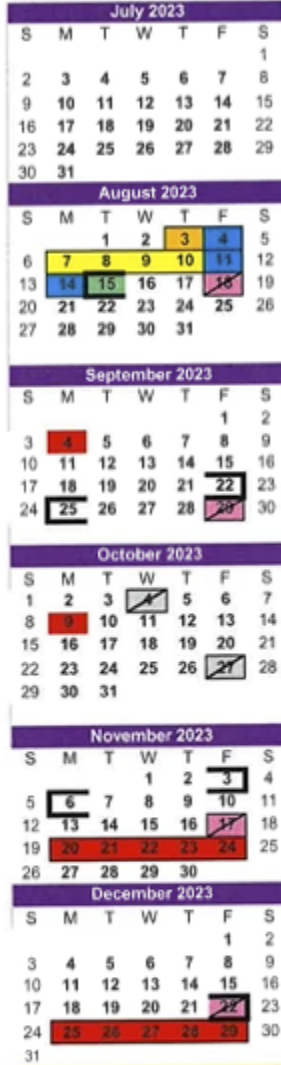 July 2023
S M T W T F S
1
2 3 4 5 6 7 8
9 10 11 12 13 14 15
16 17 18 19 20 21 22
23 24 25 26 27 28 29
30 31
August 2023
S M T W T F S
1 2 3 4 5
6 7 8 9 10 11 12
13 14 15 16 17 18 19
20 21 22 23 24 25 26
27 28 29 30 31
September 2023
S M T W T F S
1 2
3 4 5 6 7 8 9
10 11 12 13 14 15 16
17 18 19 20 21 22 23
24 25 26 27 28 29 30
October 2023
S M T W T F S
1 2 3 4 5 6 7
8 9 10 11 12 13 14
15 16 17 18 19 20 21
22 23 24 25 26 27 28
29 30 31
November 2023
S M T W T F S
1 2 3 4
5 6 7 8 9 10 11
12 13 14 15 16 17 18
19 20 21 22 23 24 25
26 27 28 29 30
December 2023
S M T W T F S
1 2
3 4 5 6 7 8 9
10 11 12 13 14 15 16
17 18 19 20 21 22 23
24 25 26 27 28 29 30
31